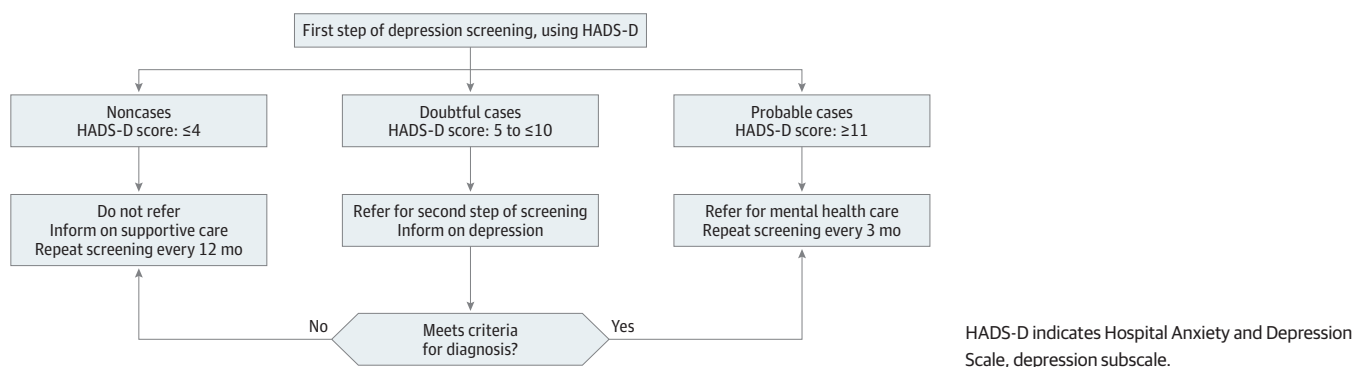 First step of depression screening, using HADS-D
Noncases
HADS-D score: ≤4
Doubtful cases
HADS-D score: 5 to ≤10
Probable cases
HADS-D score: ≥11
Do not refer
Inform on supportive care
Repeat screening every 12 mo
Refer for second step of screening
Inform on depression
Refer for mental health care
Repeat screening every 3 mo
No
Meets criteria
for diagnosis?
Yes
HADS-D indicates Hospital Anxiety and Depression
Scale, depression subscale.